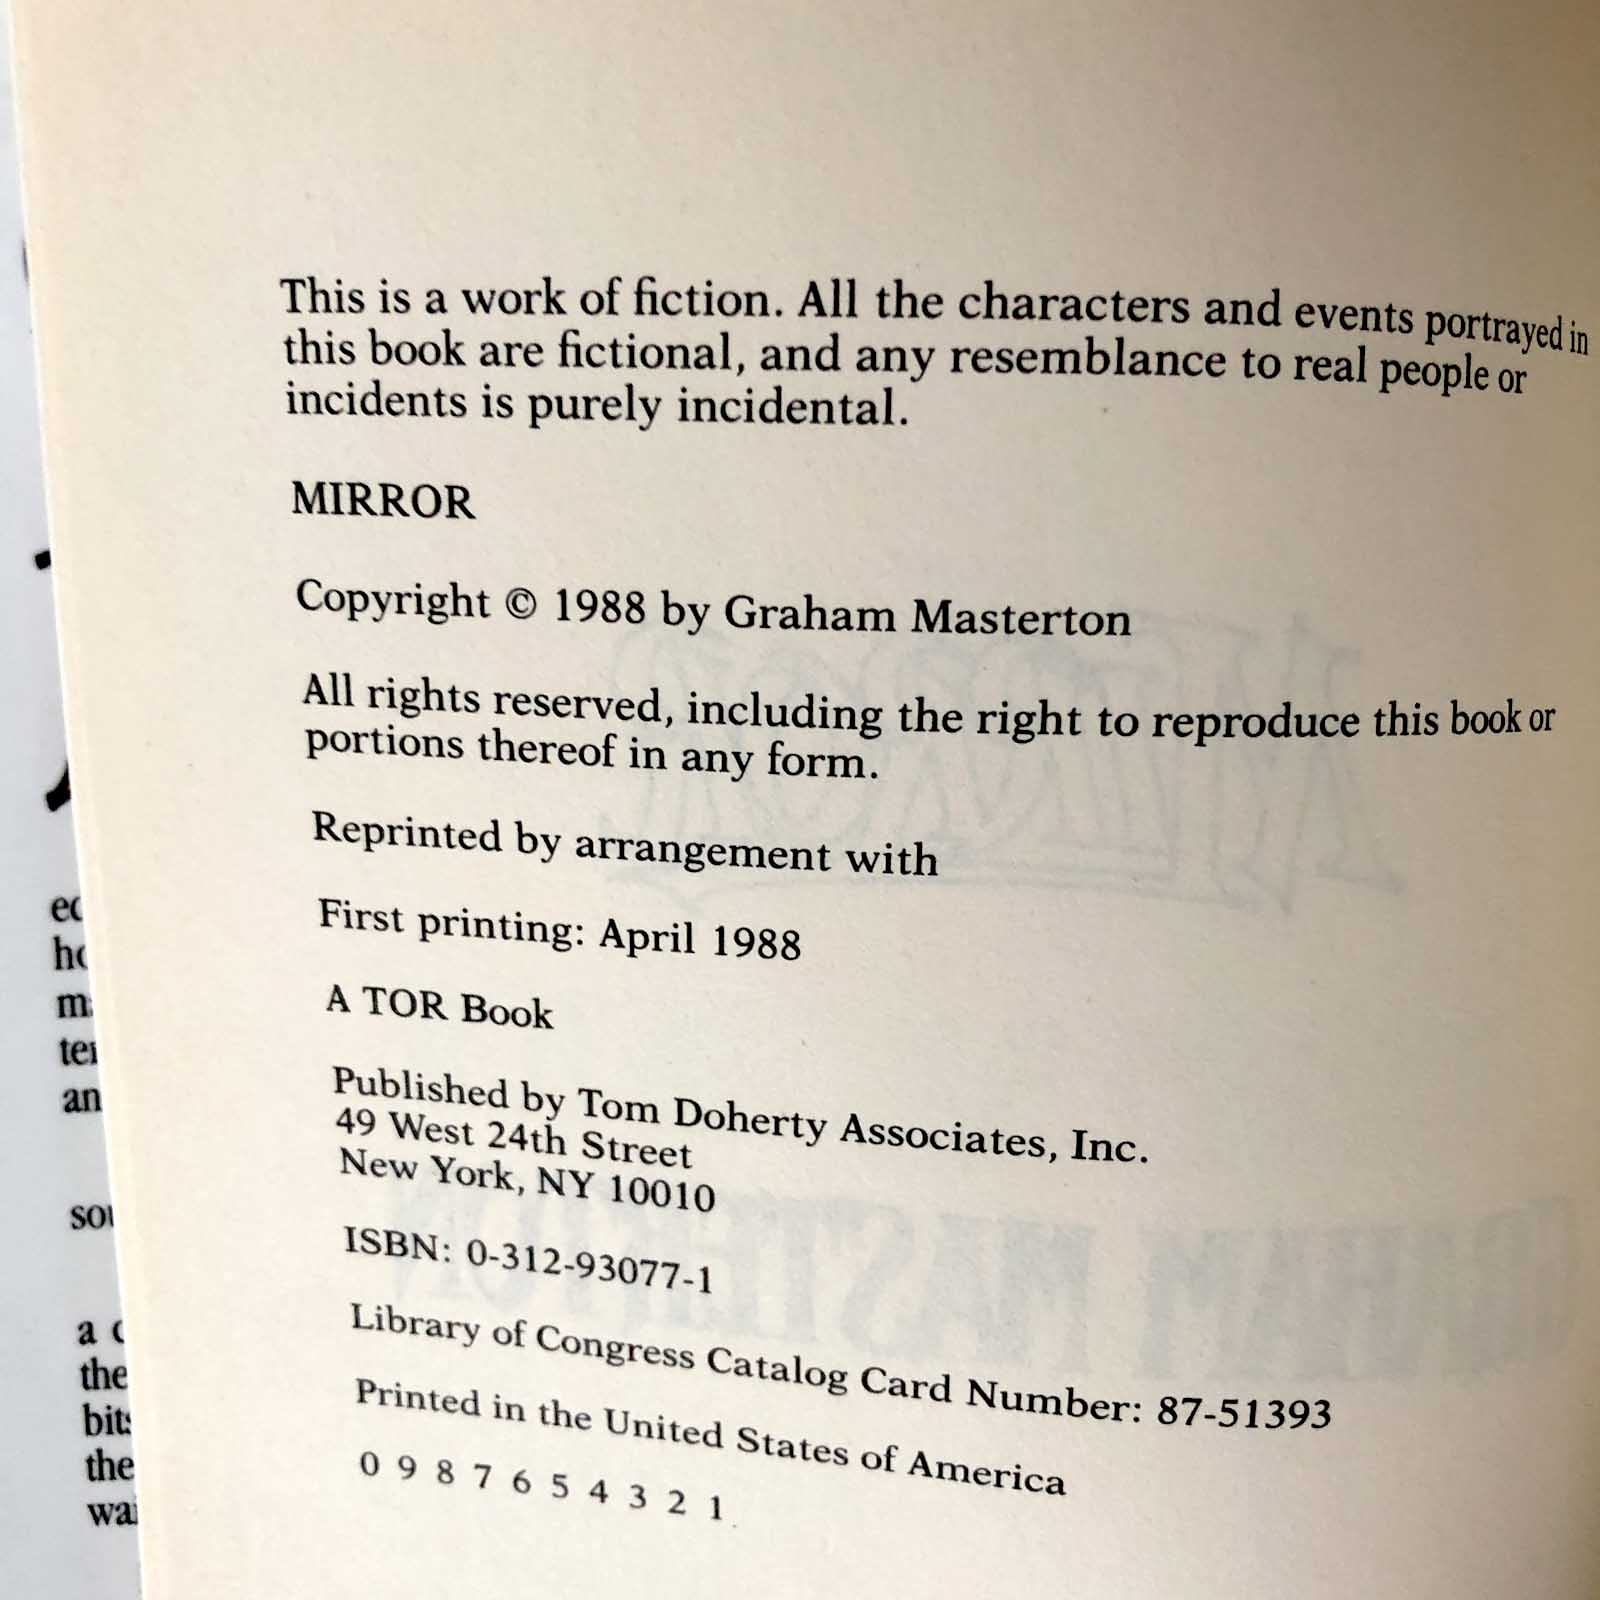 This is a work of fiction. All the characters and events portrayed in
this book are fictional, and any resemblance to real people or
incidents is purely incidental.
MIRROR
Copyright © 1988 by Graham Masterton
All rights reserved, including the right to reproduce this book or
portions thereof in any form.
Reprinted by arrangement with
First printing: April 1988
A TOR Book
Published by Tom Doherty Associates, Inc.
49 West 24th Street
New York, NY 10010
ISBN: 0-312-93077-1
Library of Congress Catalog Card Number: 87-51393
Printed in the United States of America
0 9 8 7 6 5 4 3 2 1